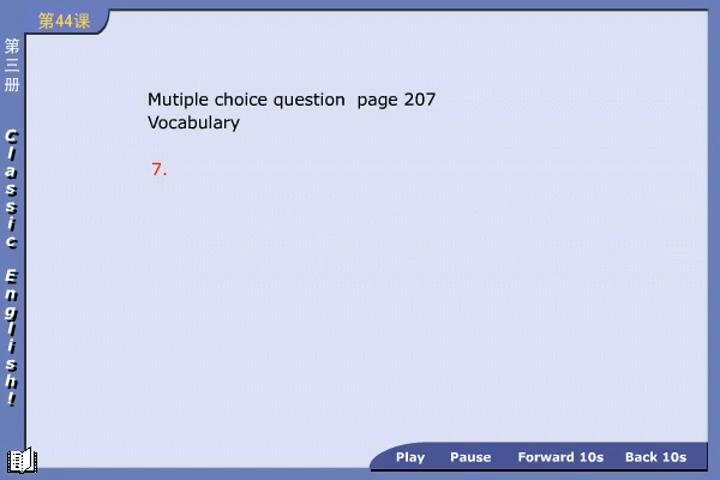 第44课
第三册
Classic English!
Mutiple choice question page 207
Vocabulary
7.
Play Pause Forward 10s Back 10s